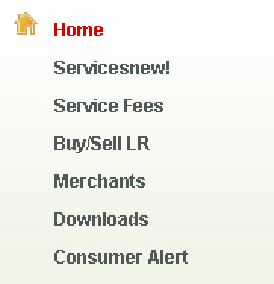 Home
Servicesnew!
Service Fees
Buy/Sell LR
Merchants
Downloads
Consumer Alert